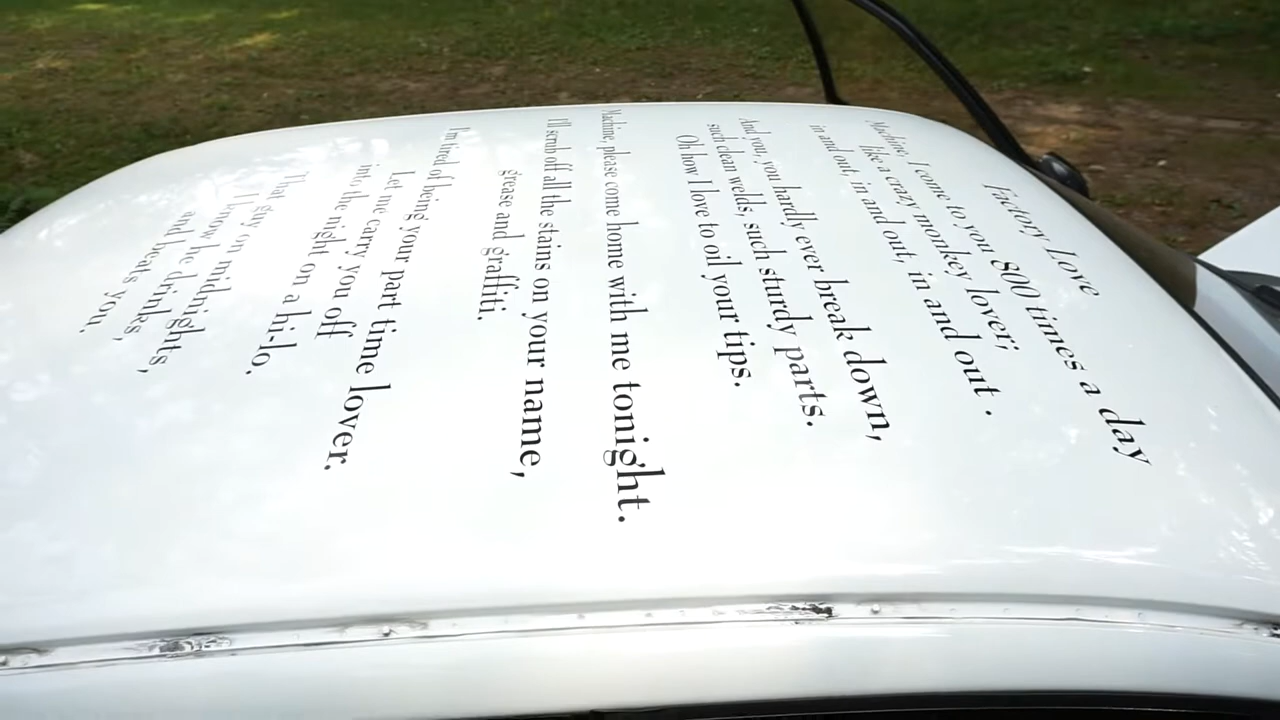 Factory Love
Machine, I come to you 800 times a day
like a crazy monkey lover;
in and out, in and out, in and out .
And you, you hardly ever break down,
such clean welds, such sturdy parts.
Oh how I love to oil your tips.
Machine, please come home with me tonight.
I'll scrub off all the stains on your name,
grease and graffiti.
I'm tired of being your part time lover.
Let me carry you off
into the night on a hi-lo.
That guy on midnights,
I know he drinks,
and beats you.